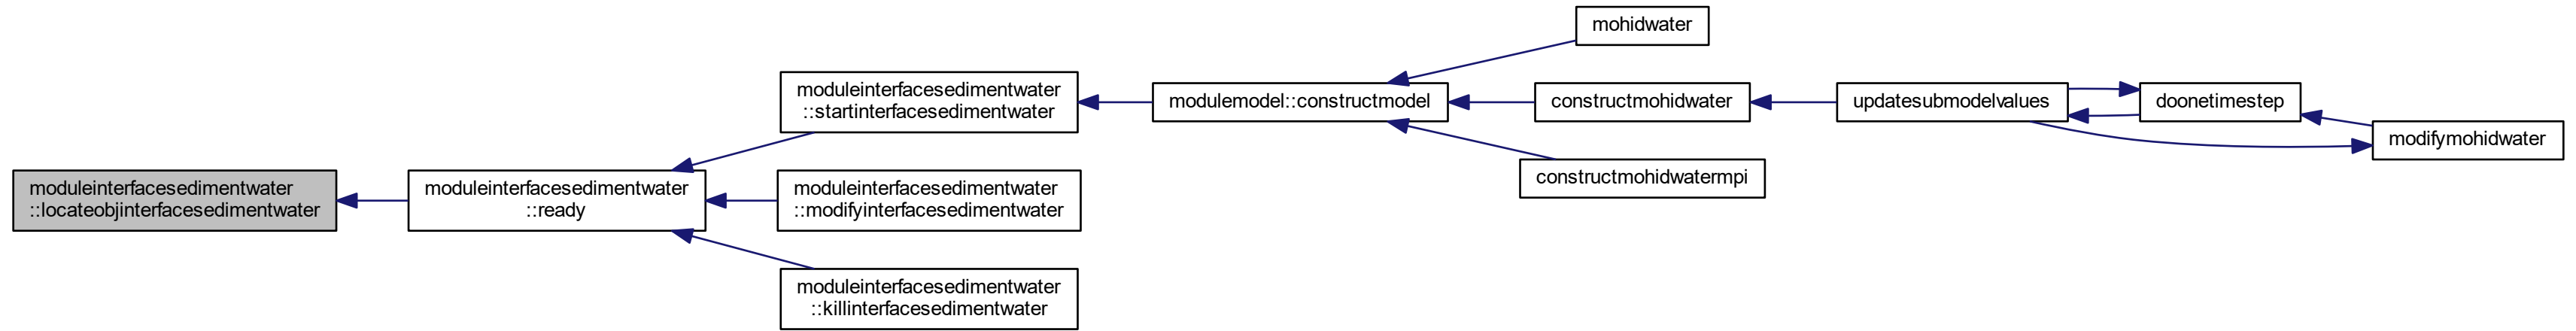 moduleinterfacesedimentwater
::locateobjinterfacesedimentwater
moduleinterfacesedimentwater
::ready
moduleinterfacesedimentwater
::startinterfacesedimentwater
moduleinterfacesedimentwater
::modifyinterfacesedimentwater
moduleinterfacesedimentwater
::killinterfacesedimentwater
modulemodel::constructmodel
mohidwater
constructmohidwater
constructmohidwatermpi
updatesubmodelvalues
doonetimestep
modifymohidwater